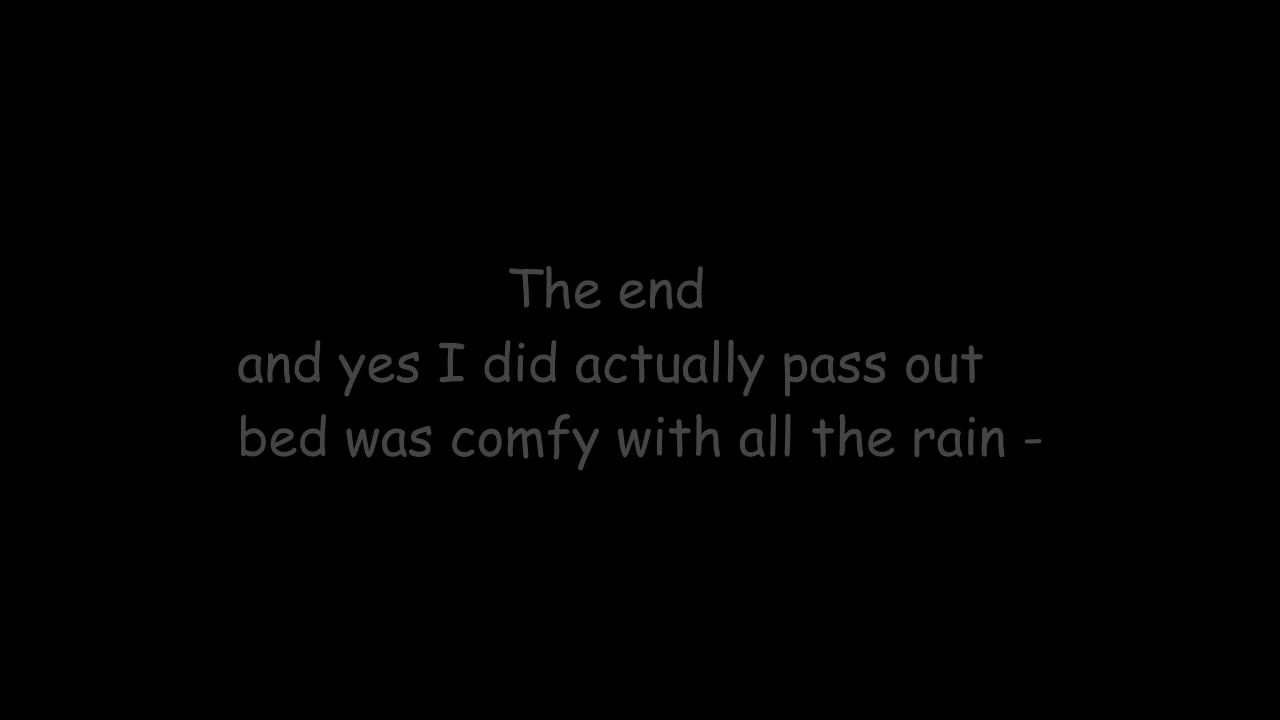 The end
and yes I did actually pass out
bed was comfy with all the rain -